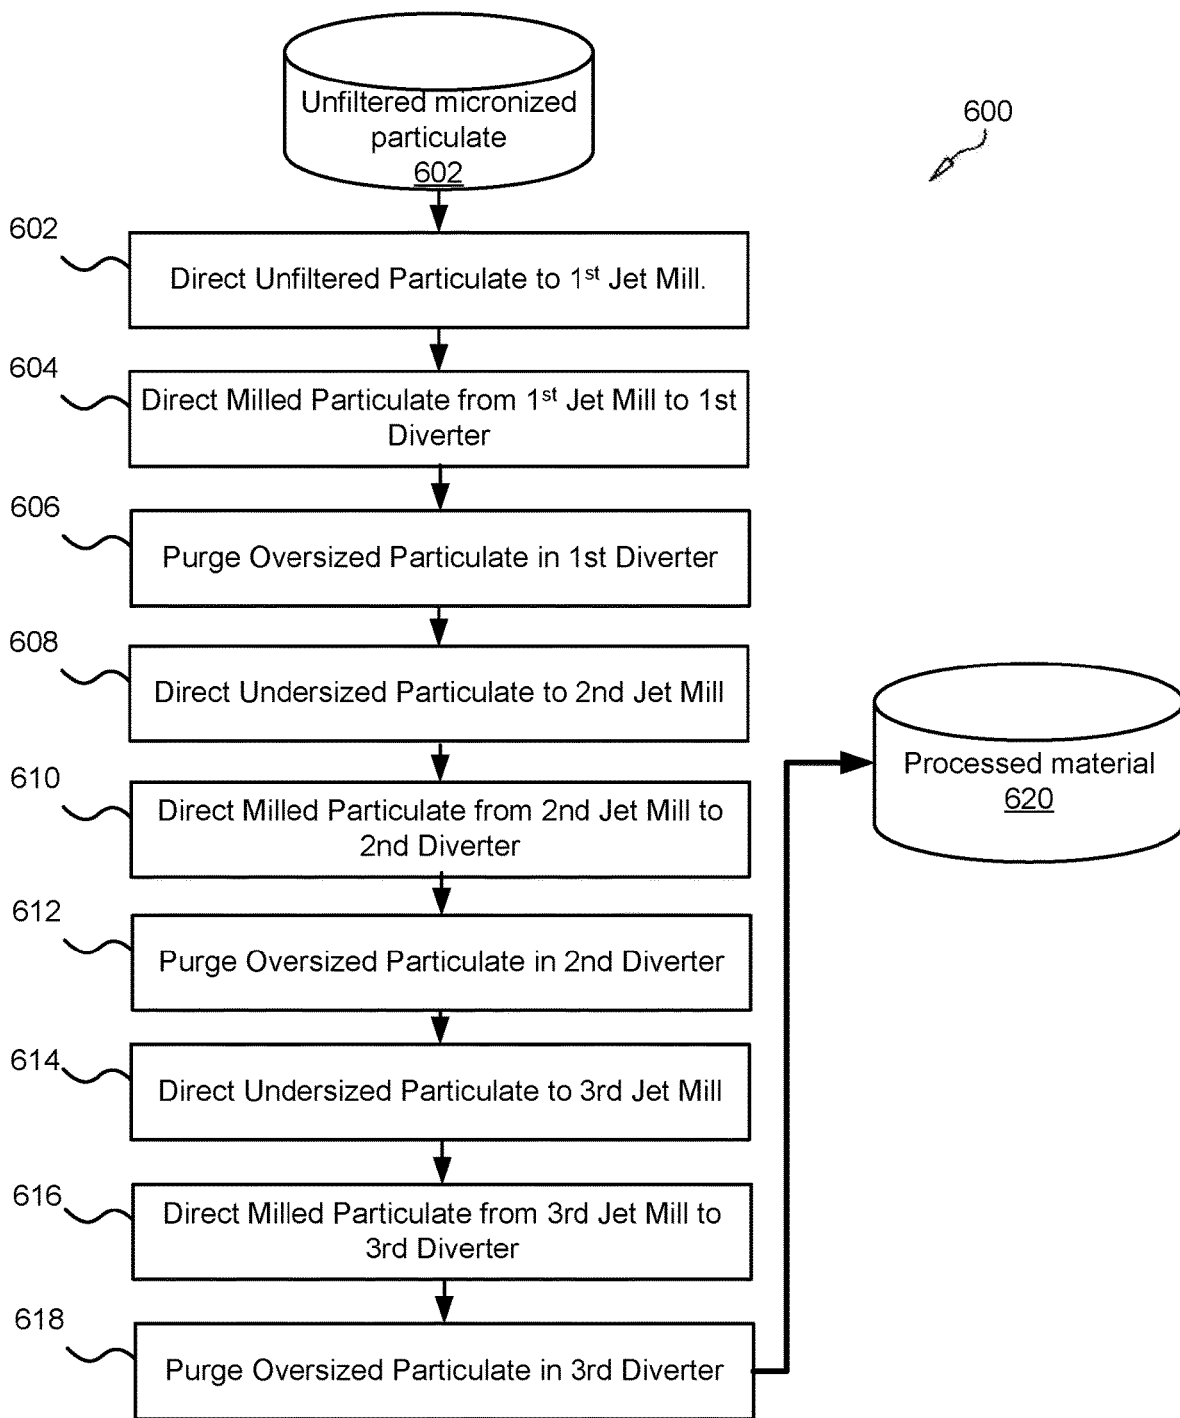 Unfiltered micronized
particulate
602
600
602
Direct Unfiltered Particulate to 1st Jet Mill.
604
Direct Milled Particulate from 1st Jet Mill to 1st
Diverter
606
Purge Oversized Particulate in 1st Diverter
608
Direct Undersized Particulate to 2nd Jet Mill
610
Direct Milled Particulate from 2nd Jet Mill to
2nd Diverter
612
Purge Oversized Particulate in 2nd Diverter
614
Direct Undersized Particulate to 3rd Jet Mill
616
Direct Milled Particulate from 3rd Jet Mill to
3rd Diverter
618
Purge Oversized Particulate in 3rd Diverter
Processed material
620